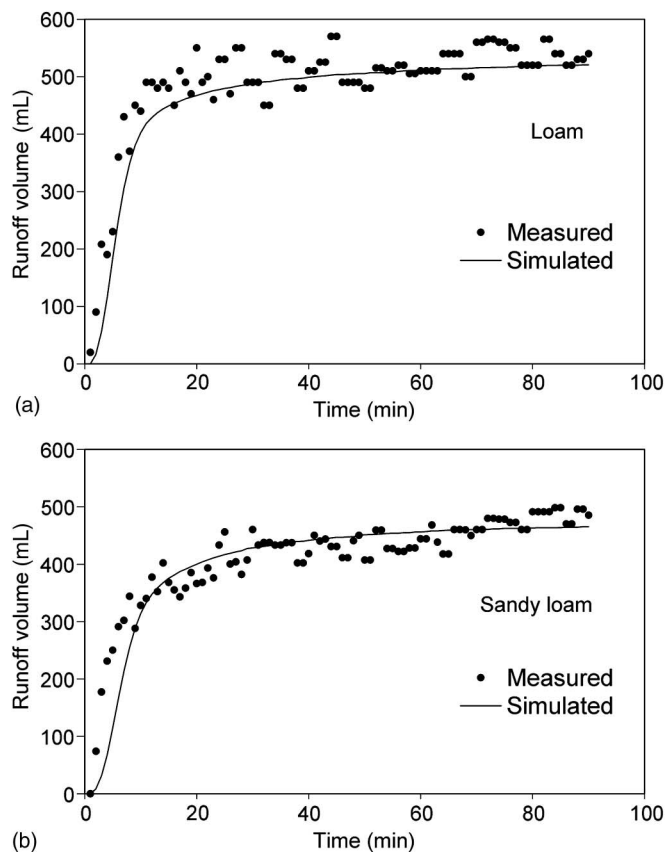 600
500
400
300
200
100
0
Runoff volume (mL)
Loam
Measured
Simulated
0 20 40 60 80 100
Time (min)
(a)
600
500
400
300
200
100
0
Runoff volume (mL)
Sandy loam
Measured
Simulated
0 20 40 60 80 100
Time (min)
(b)